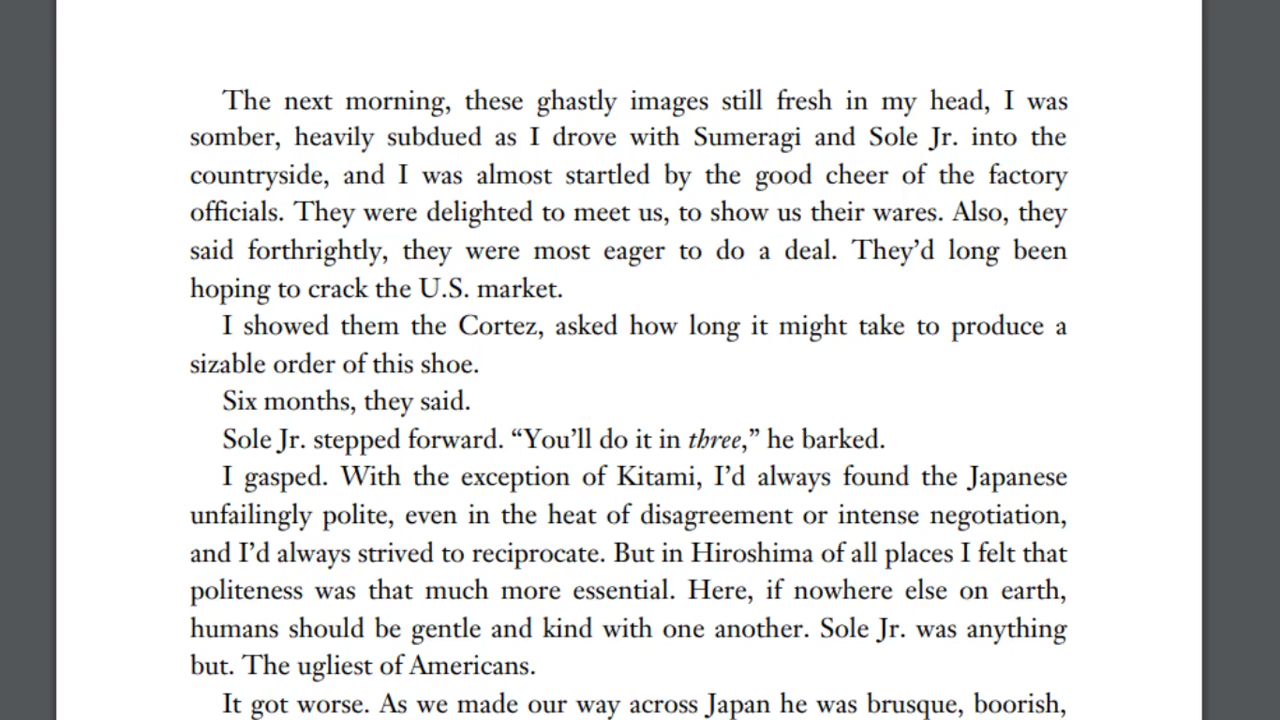 The next morning, these ghastly images still fresh in my head, I was
somber, heavily subdued as I drove with Sumeragi and Sole Jr. into the
countryside, and I was almost startled by the good cheer of the factory
officials. They were delighted to meet us, to show us their wares. Also, they
said forthrightly, they were most eager to do a deal. They’d long been
hoping to crack the U.S. market.
I showed them the Cortez, asked how long it might take to produce a
sizable order of this shoe.
Six months, they said.
Sole Jr. stepped forward. “You’ll do it in three,” he barked.
I gasped. With the exception of Kitami, I’d always found the Japanese
unfailingly polite, even in the heat of disagreement or intense negotiation,
and I’d always strived to reciprocate. But in Hiroshima of all places I felt that
politeness was that much more essential. Here, if nowhere else on earth,
humans should be gentle and kind with one another. Sole Jr. was anything
but. The ugliest of Americans.
It got worse. As we made our way across Japan he was brusque, boorish,